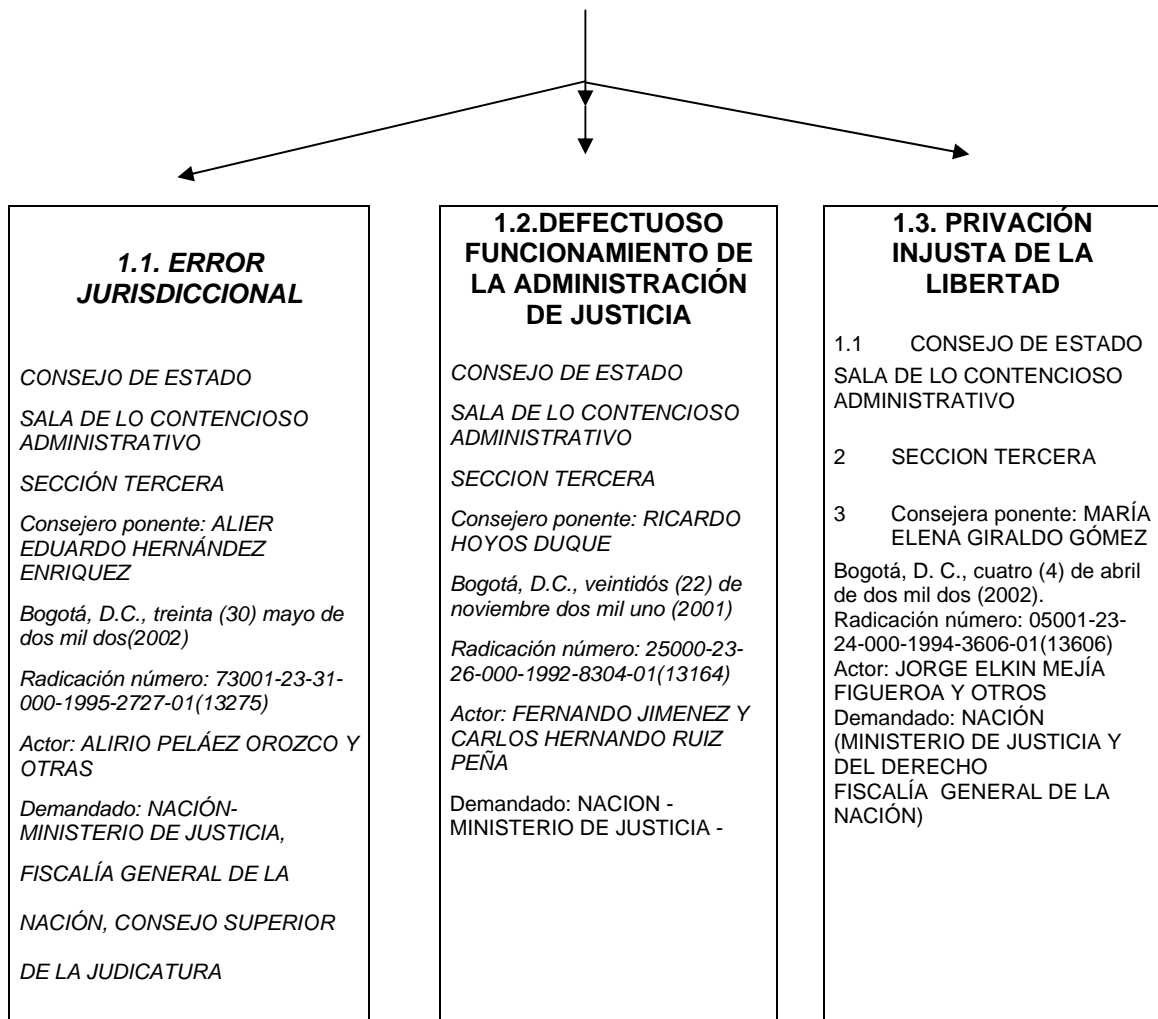 1.1. ERROR
JURISDICCIONAL
CONSEJO DE ESTADO
SALA DE LO CONTENCIOSO
ADMINISTRATIVO
SECCIÓN TERCERA
Consejero ponente: ALIER
EDUARDO HERNÁNDEZ
ENRIQUEZ
Bogotá, D.C., treinta (30) mayo de
dos mil dos(2002)
Radicación número: 73001-23-31-
000-1995-2727-01(13275)
Actor: ALIRIO PELÁEZ OROZCO Y
OTRAS
Demandado: NACIÓN-
MINISTERIO DE JUSTICIA,
FISCALÍA GENERAL DE LA
NACIÓN, CONSEJO SUPERIOR
DE LA JUDICATURA
1.2.DEFECTUOSO
FUNCIONAMIENTO DE
LA ADMINISTRACIÓN
DE JUSTICIA
CONSEJO DE ESTADO
SALA DE LO CONTENCIOSO
ADMINISTRATIVO
SECCION TERCERA
Consejero ponente: RICARDO
HOYOS DUQUE
Bogotá, D.C., veintidós (22) de
noviembre dos mil uno (2001)
Radicación número: 25000-23-
26-000-1992-8304-01(13164)
Actor: FERNANDO JIMENEZ Y
CARLOS HERNANDO RUIZ
PEÑA
Demandado: NACION -
MINISTERIO DE JUSTICIA -
1.3. PRIVACIÓN
INJUSTA DE LA
LIBERTAD
1.1 CONSEJO DE ESTADO
SALA DE LO CONTENCIOSO
ADMINISTRATIVO
2 SECCION TERCERA
3 Consejera ponente: MARÍA
ELENA GIRALDO GÓMEZ
Bogotá, D. C., cuatro (4) de abril
de dos mil dos (2002).
Radicación número: 05001-23-
24-000-1994-3606-01(13606)
Actor: JORGE ELKIN MEJÍA
FIGUEROA Y OTROS
Demandado: NACIÓN
(MINISTERIO DE JUSTICIA Y
DEL DERECHO
FISCALÍA GENERAL DE LA
NACIÓN)